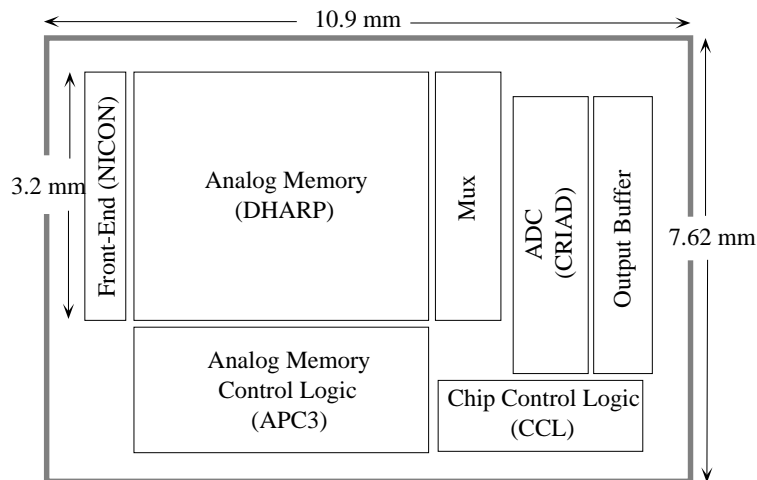 10.9 mm
3.2 mm
Front-End (NICON)
Analog Memory
(DHARP)
Mux
ADC
(CRIAD)
Output Buffer
7.62 mm
Analog Memory
Control Logic
(APC3)
Chip Control Logic
(CCL)